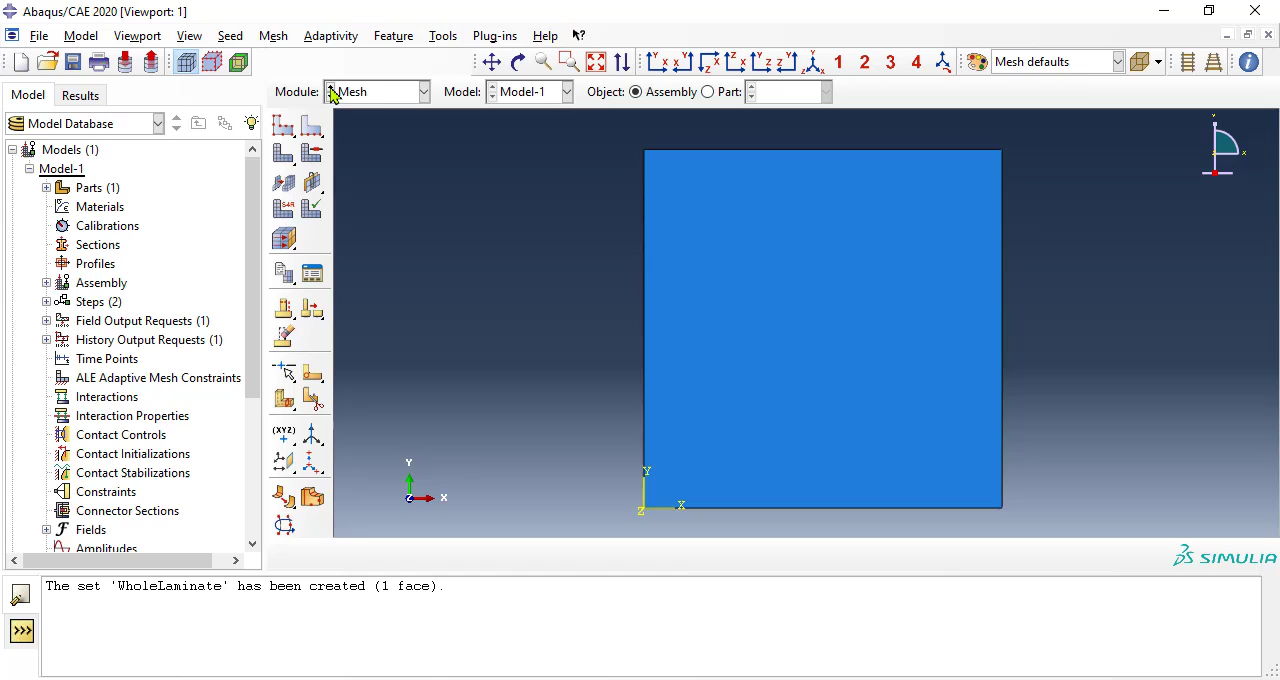 Abaqus/CAE 2020 [Viewport: 1]
File Model Viewport View Seed Mesh Adaptivity Feature Tools Plug-ins Help
1 2 3 4 Mesh defaults
Model Results Module: Mesh Model: Model-1 Object: Assembly Part:
Model Database
Models (1)
Model-1
Parts (1)
Materials
Calibrations
Sections
Profiles
Assembly
Steps (2)
Field Output Requests (1)
History Output Requests (1)
Time Points
ALE Adaptive Mesh Constraints
Interactions
Interaction Properties
Contact Controls
Contact Initializations
Contact Stabilizations
Constraints
Connector Sections
Fields
Amplitudes
S4R
(XYZ)
Y
Z X
Y
Z X
SIMULIA
The set 'WholeLaminate' has been created (1 face).